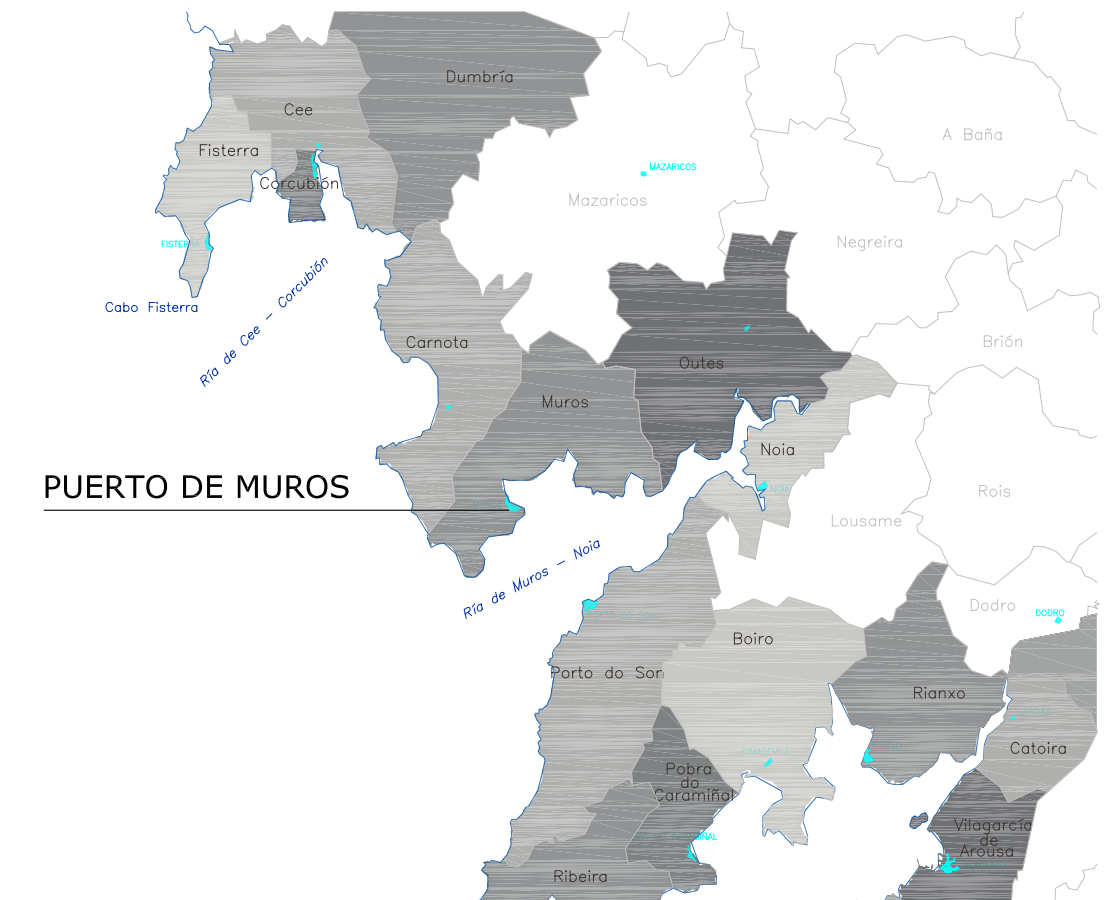 Dumbría
Cee
A Baña
Fisterra
MAZARICOS
Corcubión
Mazaricos
Negreira
FISTER
Cabo Fisterra
Ría de Cee - Corcubión
Carnota
Brión
Outes
Muros
Noia
PUERTO DE MUROS
NOIA
Rois
Lousame
Ría de Muros - Noia
Dodro
DODRO
Boiro
Porto do Son
Rianxo
Catoira
Pobra
do
Caramiñal
Vilagarcía
de
Arousa
Ribeira